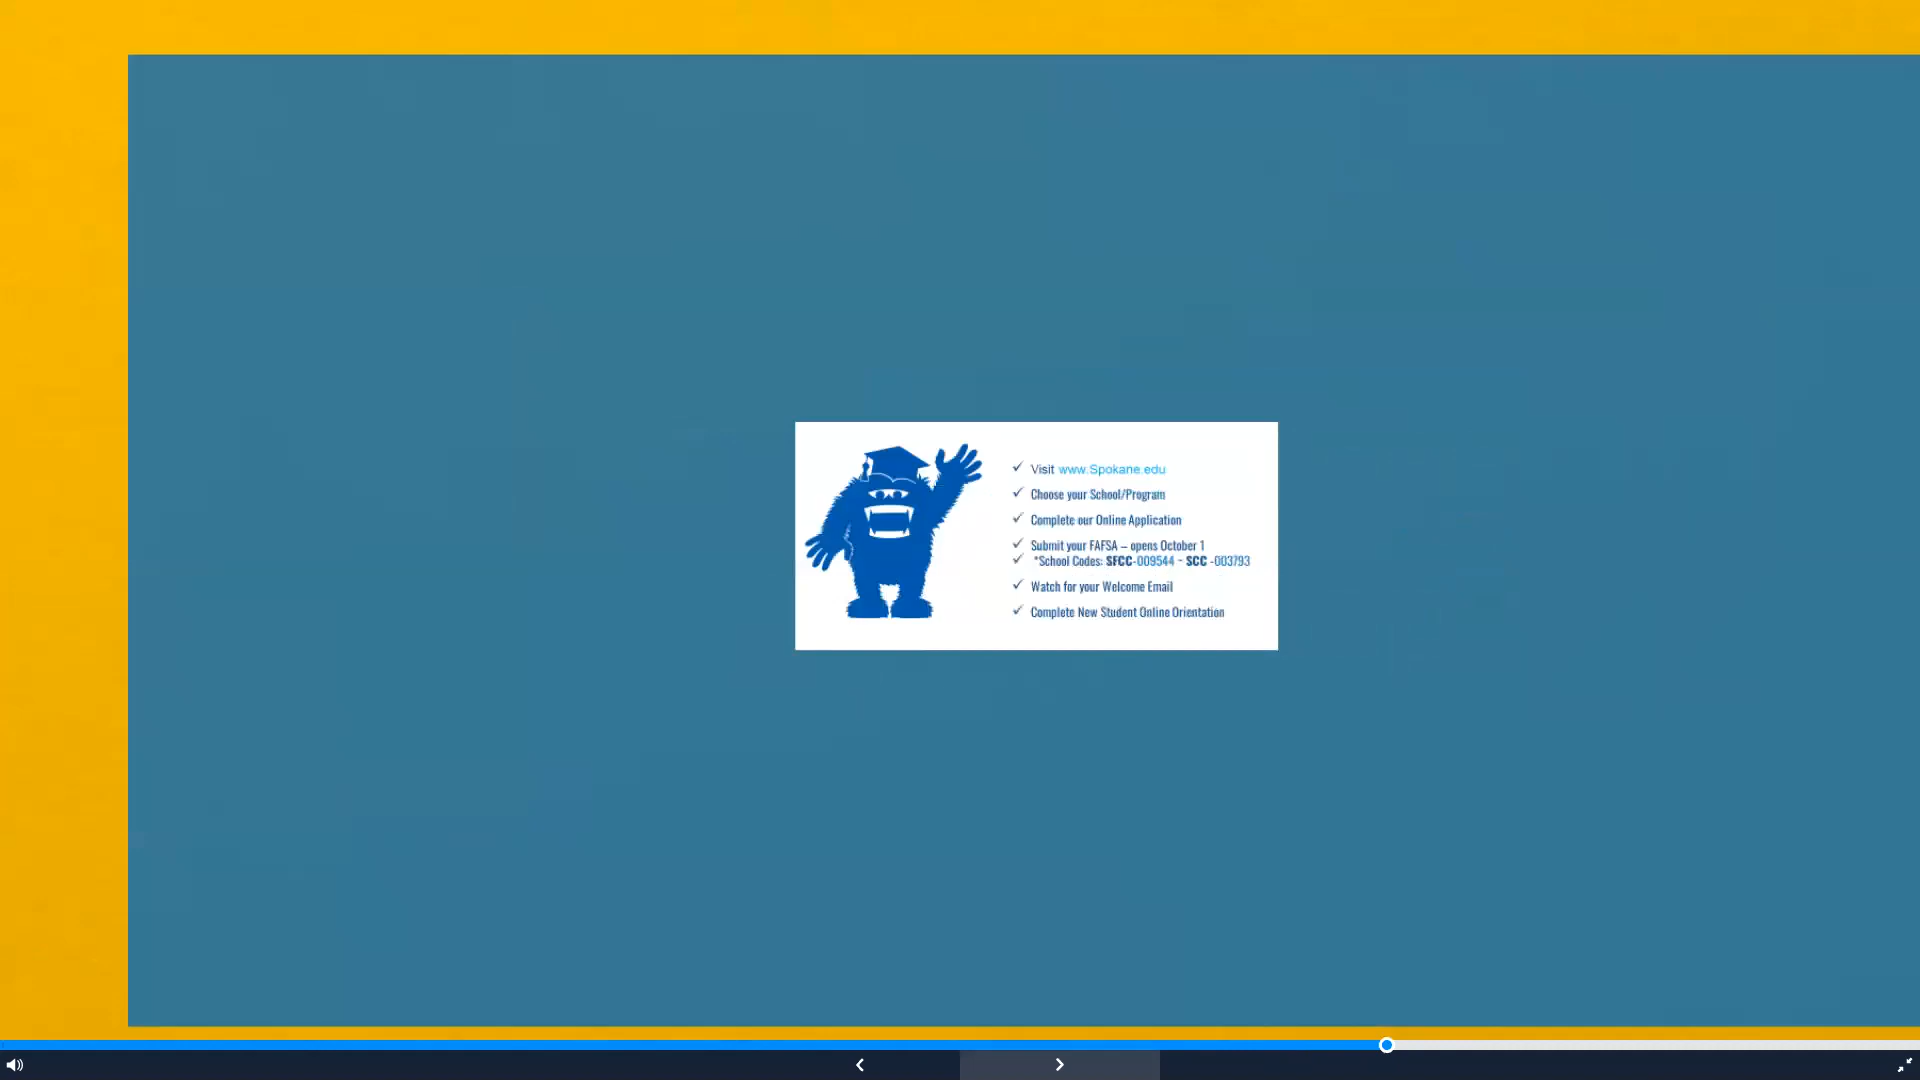 Visit www.Spokane.edu
Choose your School/Program
Complete our Online Application
Submit your FAFSA – opens October 1
*School Codes: SFCC-009544 ~ SCC -003793
Watch for your Welcome Email
Complete New Student Online Orientation